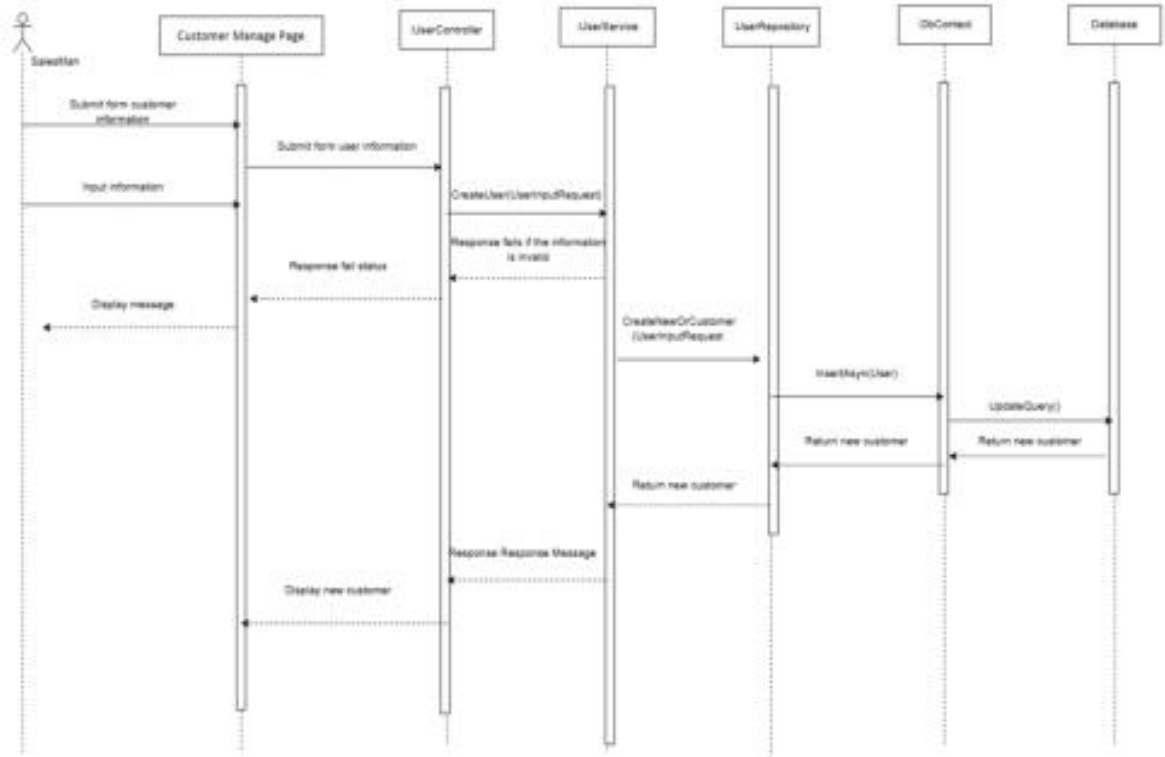 Customer Manage Page
UserController
UserService
UserRepository
DbContext
Database
SalesMan
Submit form customer
information
Submit form user information
Input information
CreateUser(UserInputRequest)
Response fails if the information
is invalid
Response fail status
Display message
CreateNewOrCustomer
(UserInputRequest
InsertAsync(User)
UpdateQuery()
Return new customer
Return new customer
Return new customer
Response Response Message
Display new customer